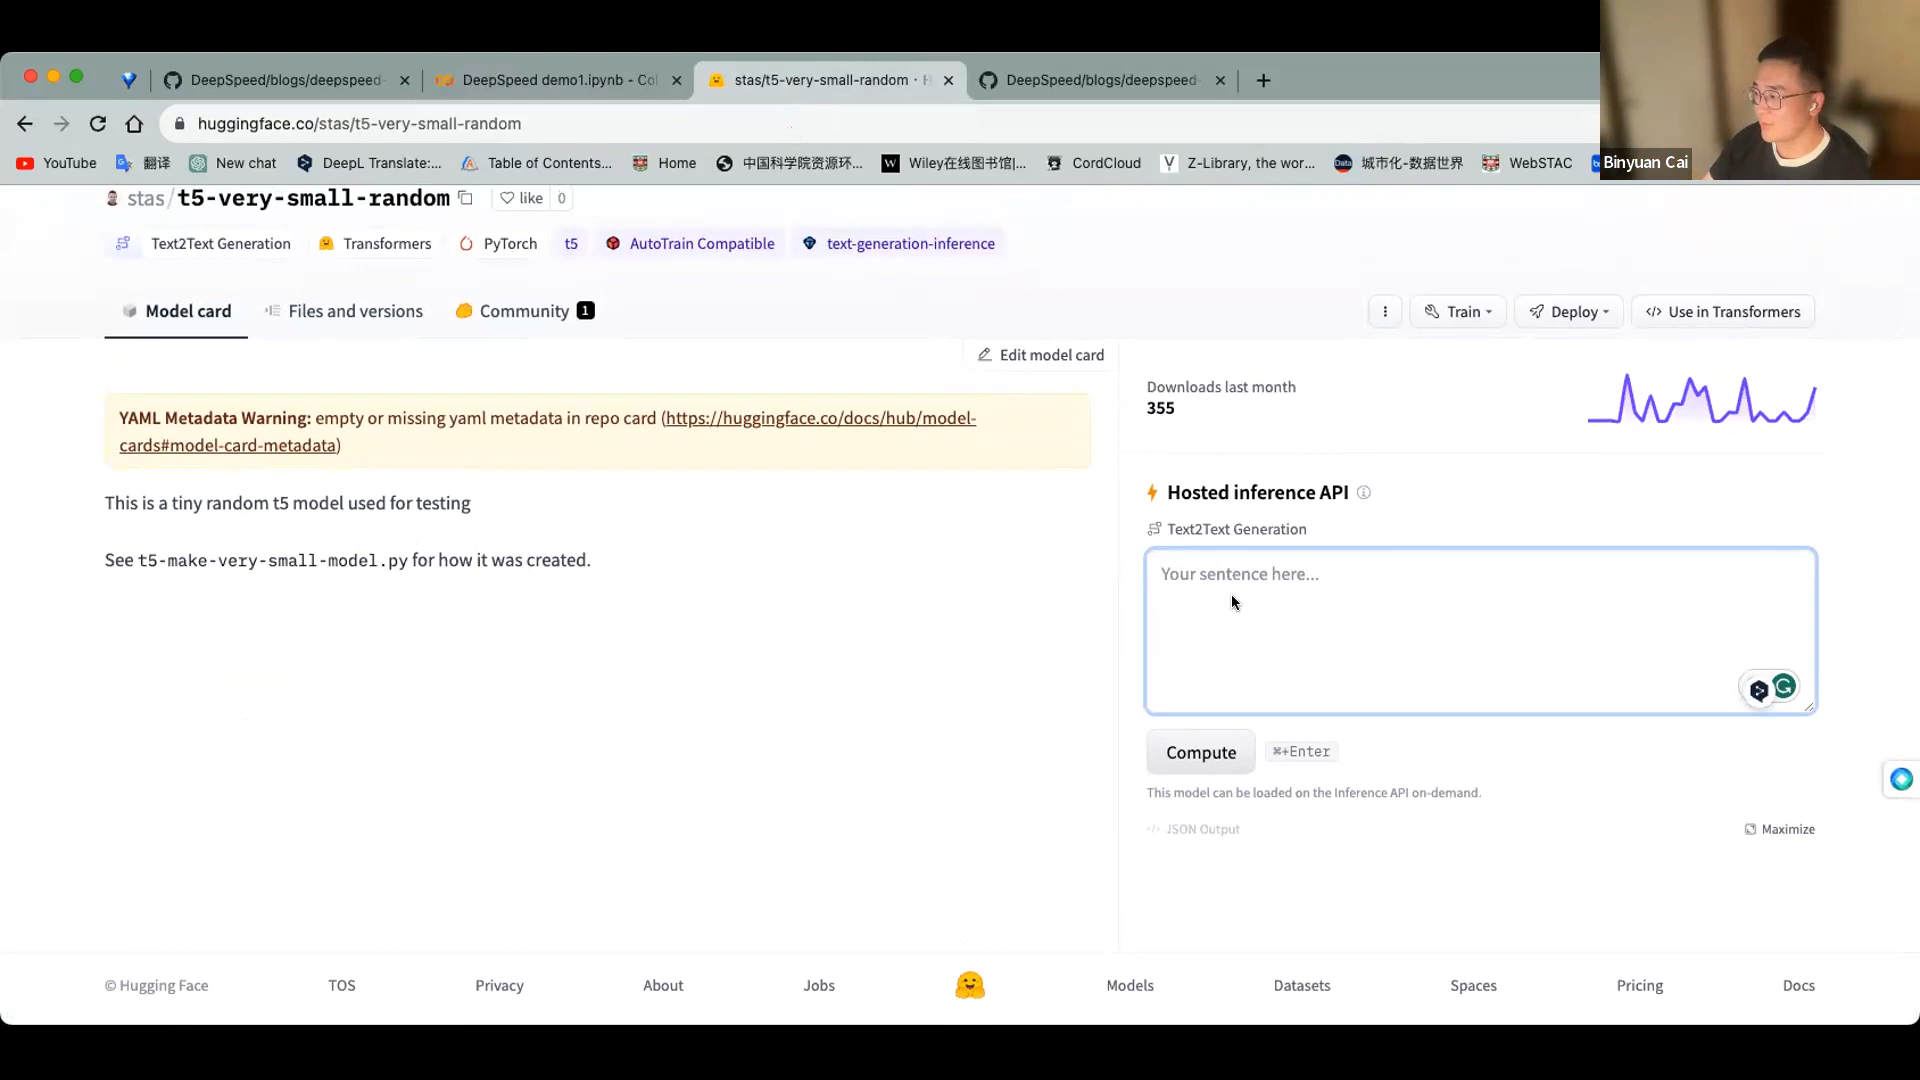 DeepSpeed/blogs/deepspeed-
DeepSpeed demo1.ipynb - Col
stas/t5-very-small-random · H
DeepSpeed/blogs/deepspeed-
huggingface.co/stas/t5-very-small-random
YouTube
翻译
New chat
DeepL Translate:...
Table of Contents...
Home
中国科学院资源环...
Wiley在线图书馆|...
CordCloud
Z-Library, the wor...
城市化-数据世界
WebSTAC
Binyuan Cai
stas/t5-very-small-random
like 0
Text2Text Generation
Transformers
PyTorch
t5
AutoTrain Compatible
text-generation-inference
Model card
Files and versions
Community 1
Train
Deploy
</> Use in Transformers
Edit model card
YAML Metadata Warning: empty or missing yaml metadata in repo card (https://huggingface.co/docs/hub/model-
cards#model-card-metadata)
This is a tiny random t5 model used for testing
See t5-make-very-small-model.py for how it was created.
Downloads last month
355
Hosted inference API
Text2Text Generation
Your sentence here...
Compute
⌘+Enter
This model can be loaded on the Inference API on-demand.
</> JSON Output
Maximize
© Hugging Face
TOS
Privacy
About
Jobs
Models
Datasets
Spaces
Pricing
Docs